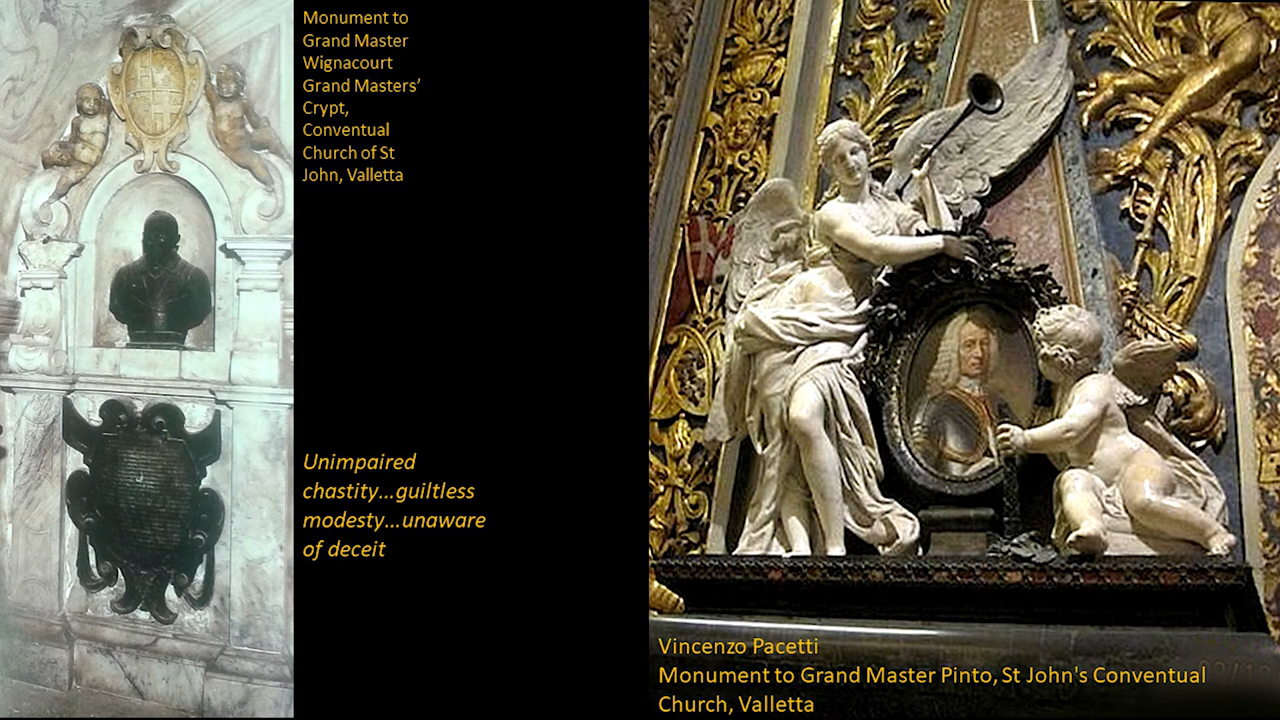 Monument to
Grand Master
Wignacourt
Grand Masters’
Crypt,
Conventual
Church of St
John, Valletta
Unimpaired
chastity...guiltless
modesty...unaware
of deceit
Vincenzo Pacetti
Monument to Grand Master Pinto, St John's Conventual
Church, Valletta